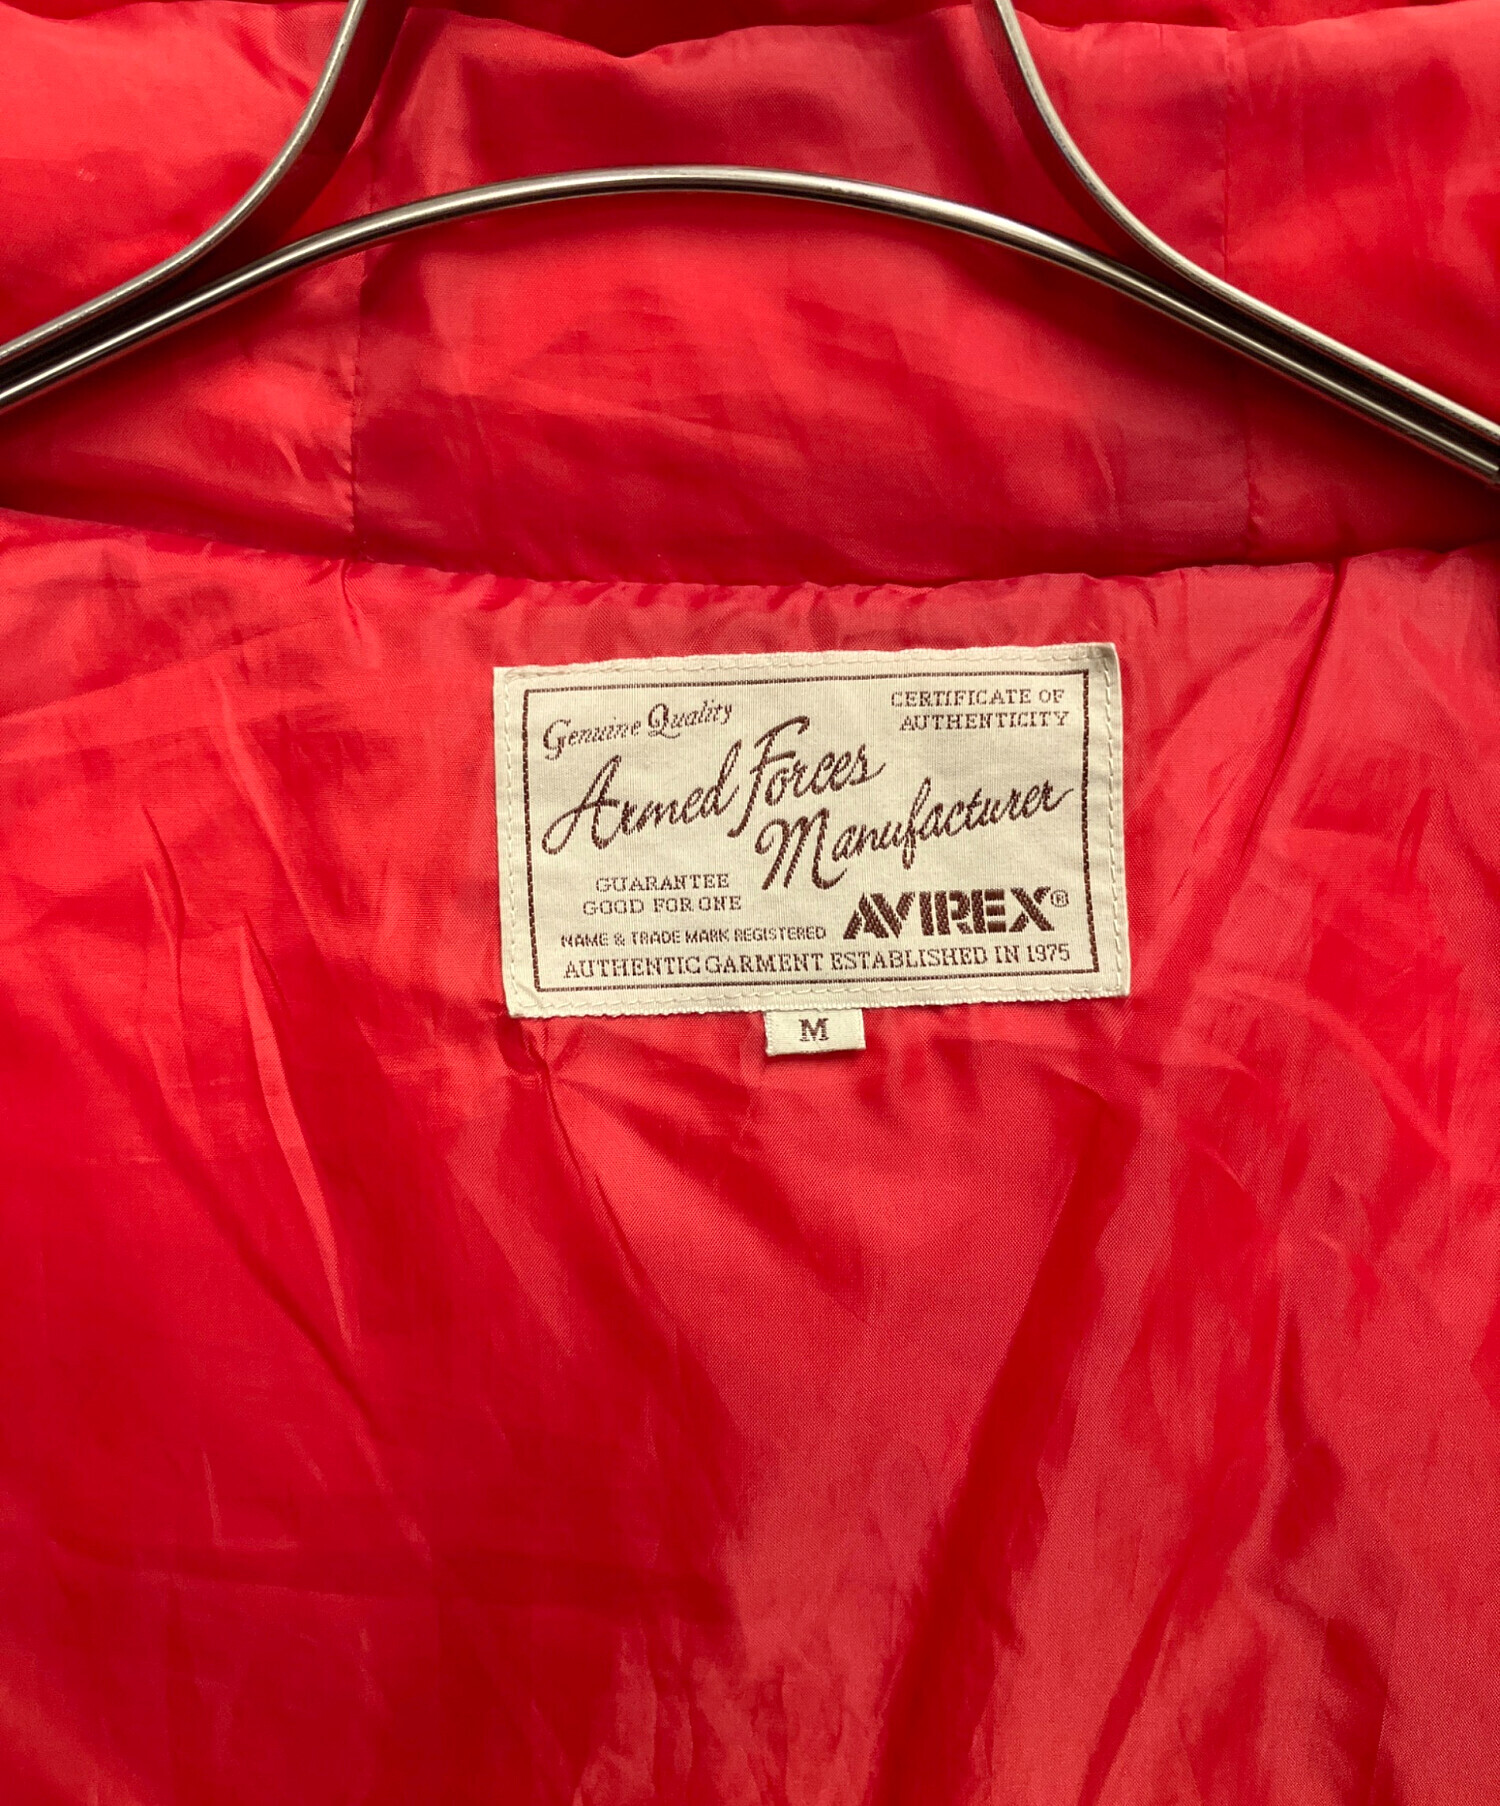 Genuine Quality
CERTIFICATE OF
AUTHENTICITY
Armed Forces
Manufacturer
GUARANTEE
GOOD FOR ONE
AVIREX®
NAME & TRADE MARK REGISTERED
AUTHENTIC GARMENT ESTABLISHED IN 1975
M